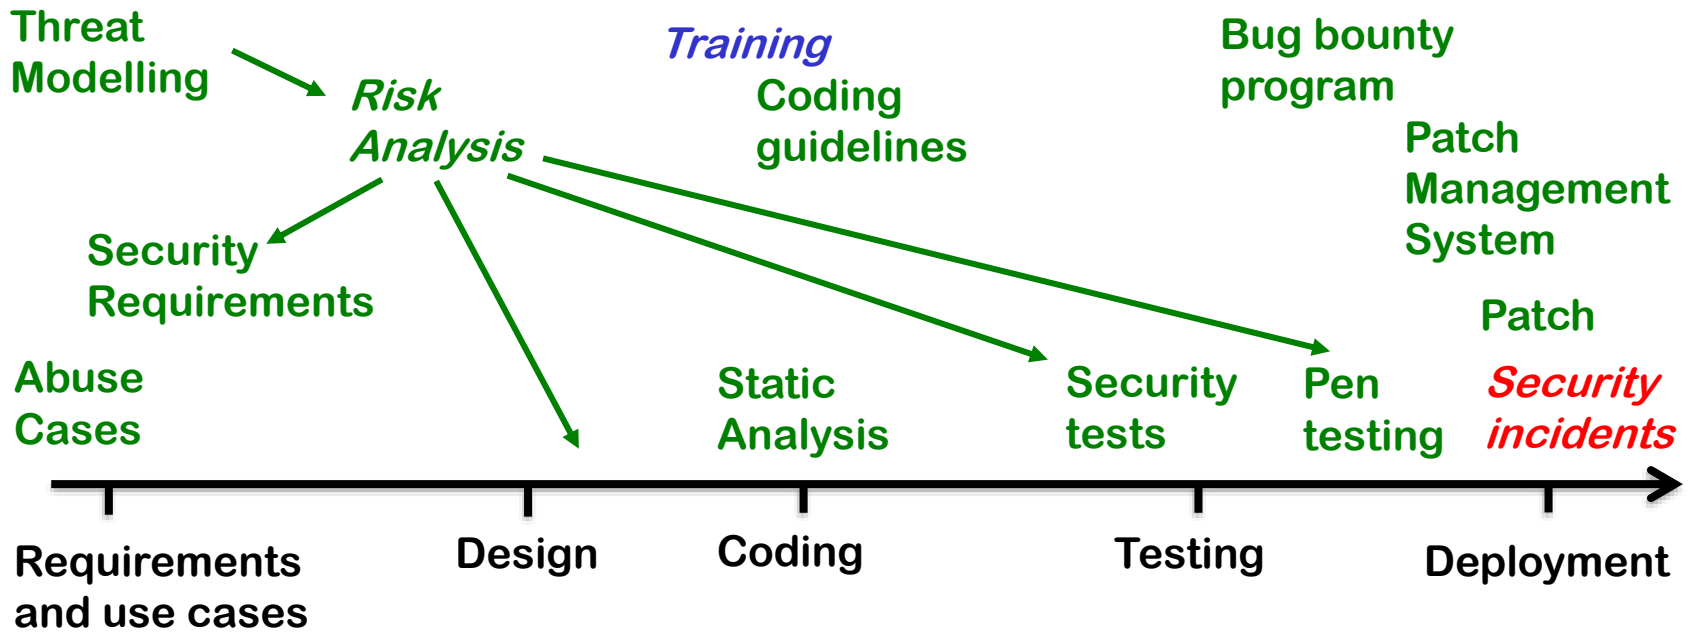 Threat
Modelling
Risk
Analysis
Training
Coding
guidelines
Bug bounty
program
Patch
Management
System
Security
Requirements
Patch
Abuse
Cases
Static
Analysis
Security
tests
Pen
testing
Security
incidents
Requirements
and use cases
Design
Coding
Testing
Deployment